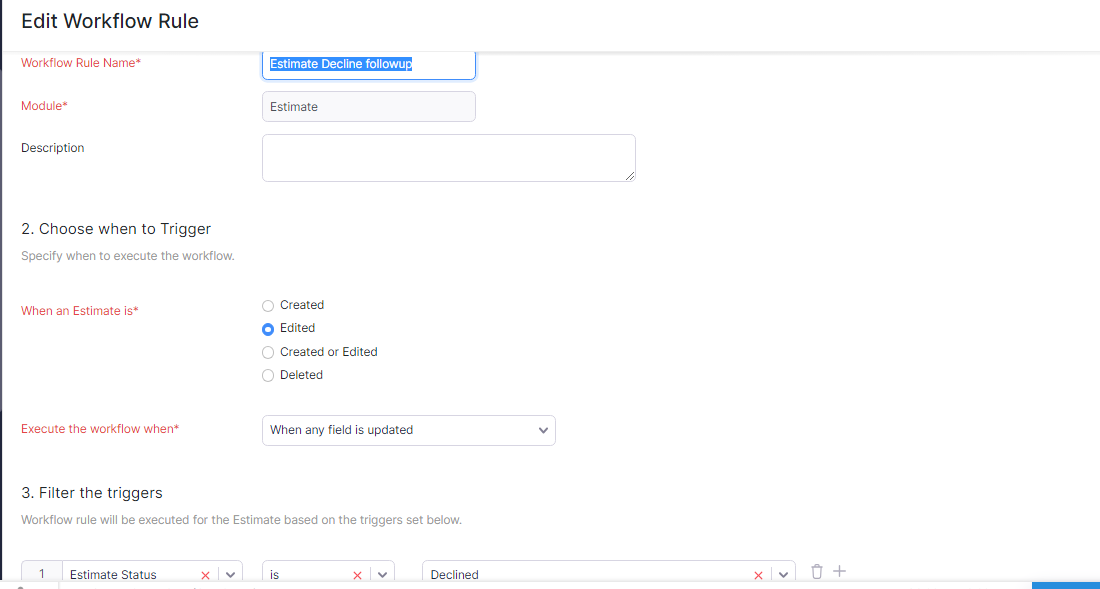 Edit Workflow Rule
Workflow Rule Name*
Estimate Decline followup
Module*
Estimate
Description
2. Choose when to Trigger
Specify when to execute the workflow.
When an Estimate is*
Created
Edited
Created or Edited
Deleted
Execute the workflow when*
When any field is updated
3. Filter the triggers
Workflow rule will be executed for the Estimate based on the triggers set below.
1 Estimate Status is Declined